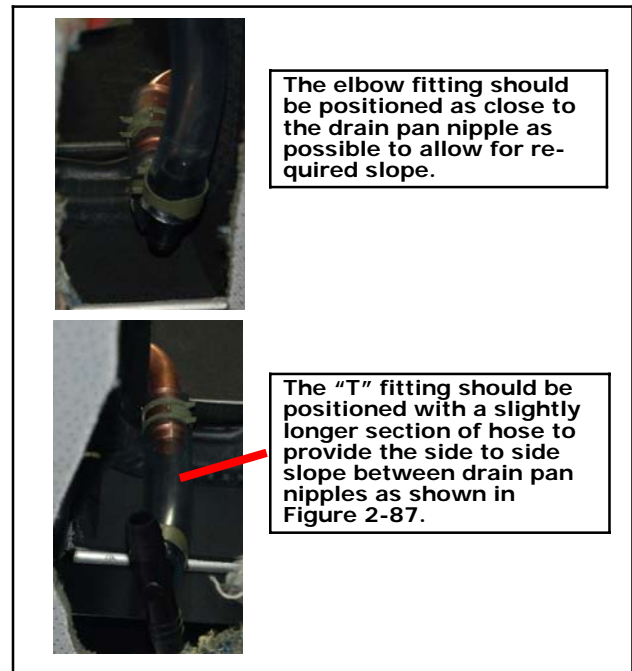 The elbow fitting should
be positioned as close to
the drain pan nipple as
possible to allow for re-
quired slope.
The “T” fitting should be
positioned with a slightly
longer section of hose to
provide the side to side
slope between drain pan
nipples as shown in
Figure 2-87.